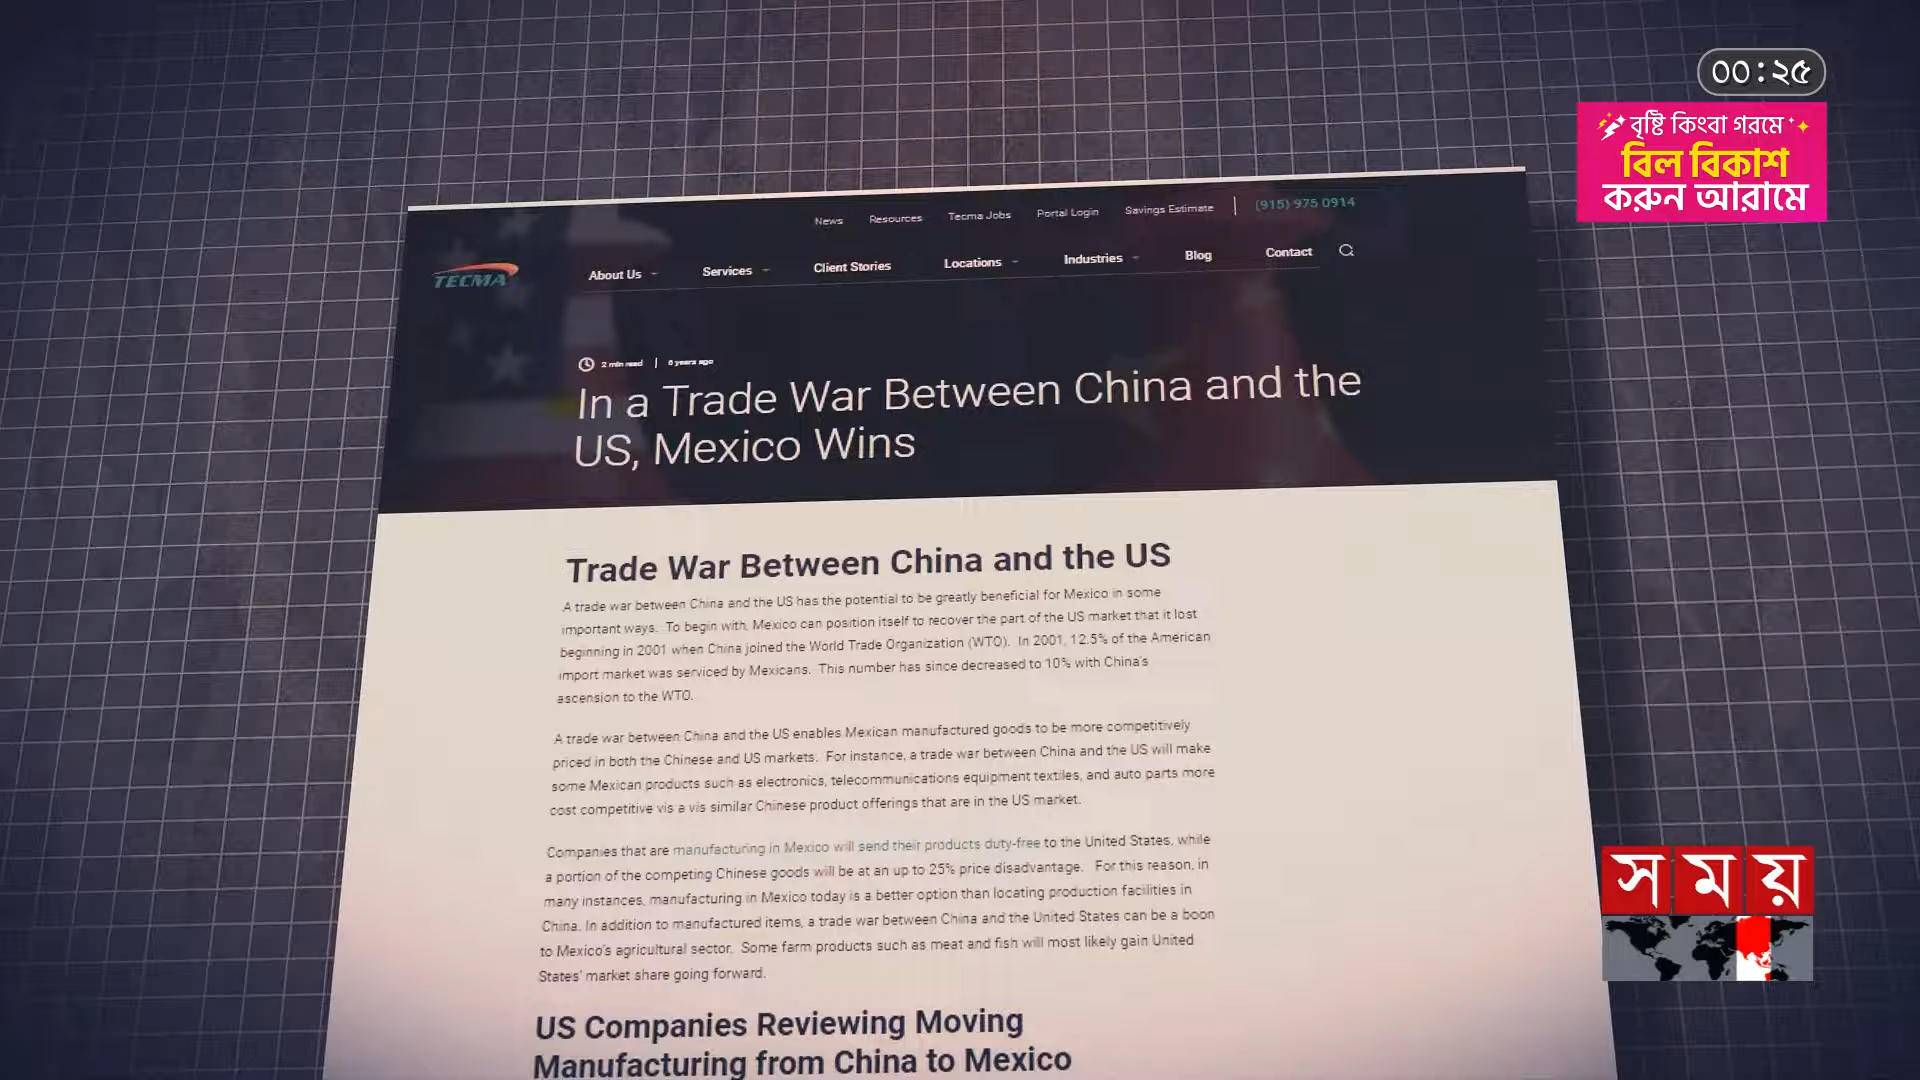 ০০:২৫
বৃষ্টি কিংবা গরমে
বিল বিকাশ
করুন আরামে
News Resources Tecma Jobs Portal Login Savings Estimate (915) 975 0914
TECMA About Us Services Client Stories Locations Industries Blog Contact
2 min read | 6 years ago
In a Trade War Between China and the
US, Mexico Wins
Trade War Between China and the US
A trade war between China and the US has the potential to be greatly beneficial for Mexico in some
important ways. To begin with, Mexico can position itself to recover the part of the US market that it lost
beginning in 2001 when China joined the World Trade Organization (WTO). In 2001, 12.5% of the American
import market was serviced by Mexicans. This number has since decreased to 10% with China's
ascension to the WTO.
A trade war between China and the US enables Mexican manufactured goods to be more competitively
priced in both the Chinese and US markets. For instance, a trade war between China and the US will make
some Mexican products such as electronics, telecommunications equipment textiles, and auto parts more
cost competitive vis a vis similar Chinese product offerings that are in the US market.
Companies that are manufacturing in Mexico will send their products duty-free to the United States, while
a portion of the competing Chinese goods will be at an up to 25% price disadvantage. For this reason, in
many instances, manufacturing in Mexico today is a better option than locating production facilities in
China. In addition to manufactured items, a trade war between China and the United States can be a boon
to Mexico's agricultural sector. Some farm products such as meat and fish will most likely gain United
States' market share going forward.
US Companies Reviewing Moving
Manufacturing from China to Mexico
সময়